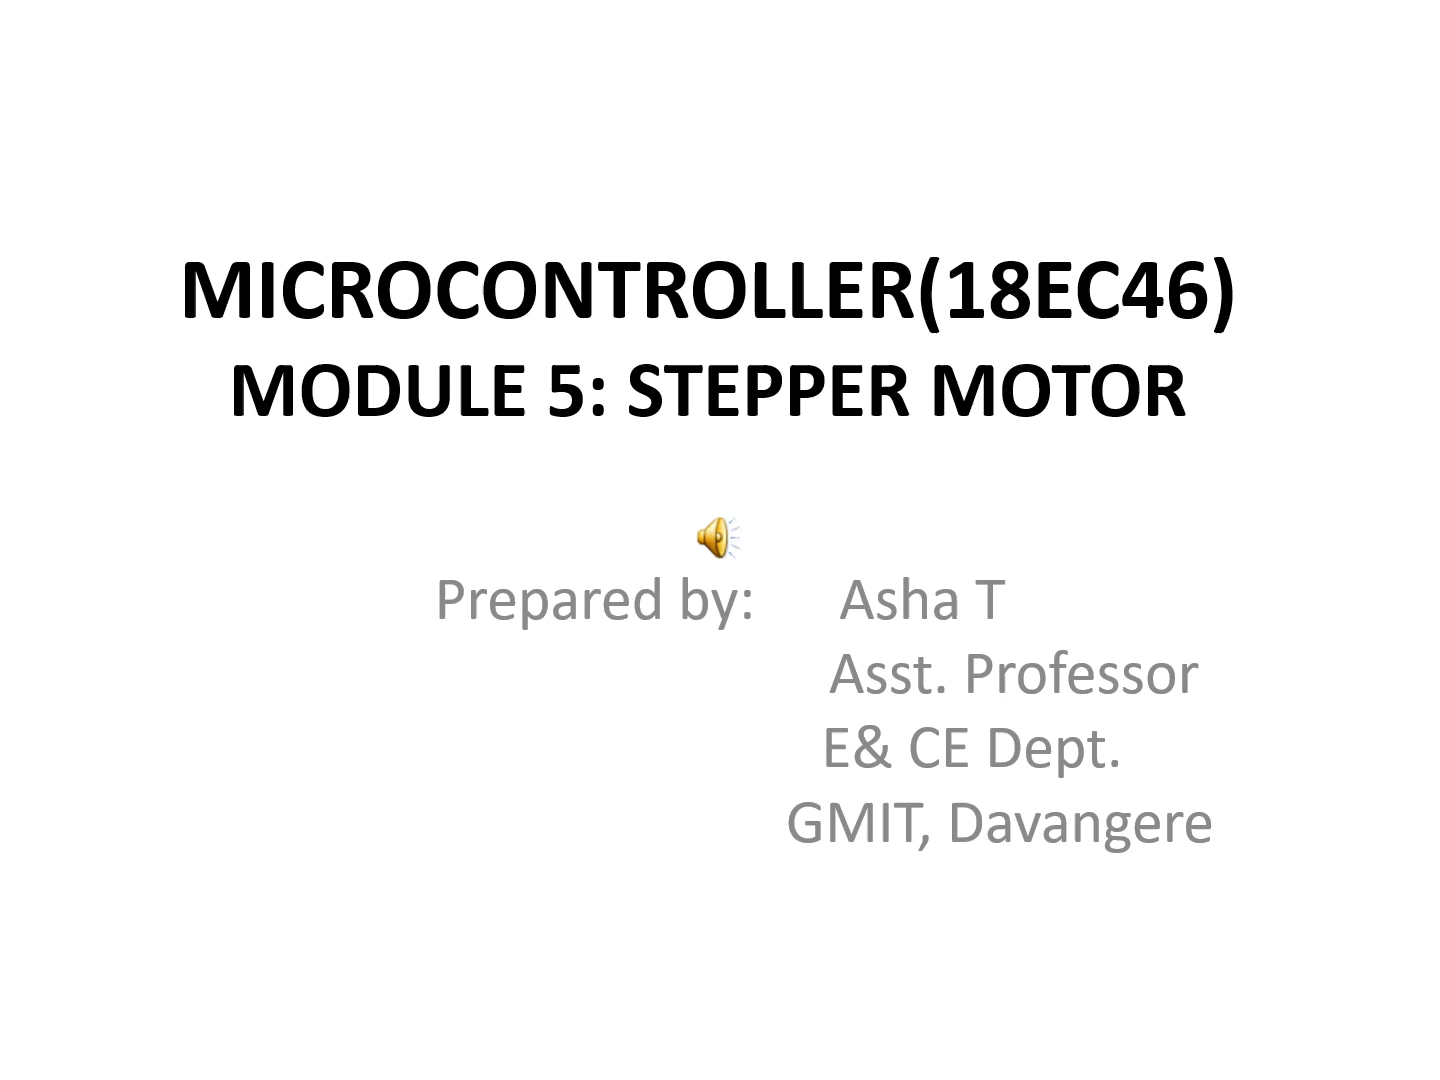 MICROCONTROLLER(18EC46)
MODULE 5: STEPPER MOTOR
Prepared by: Asha T
Asst. Professor
E& CE Dept.
GMIT, Davangere